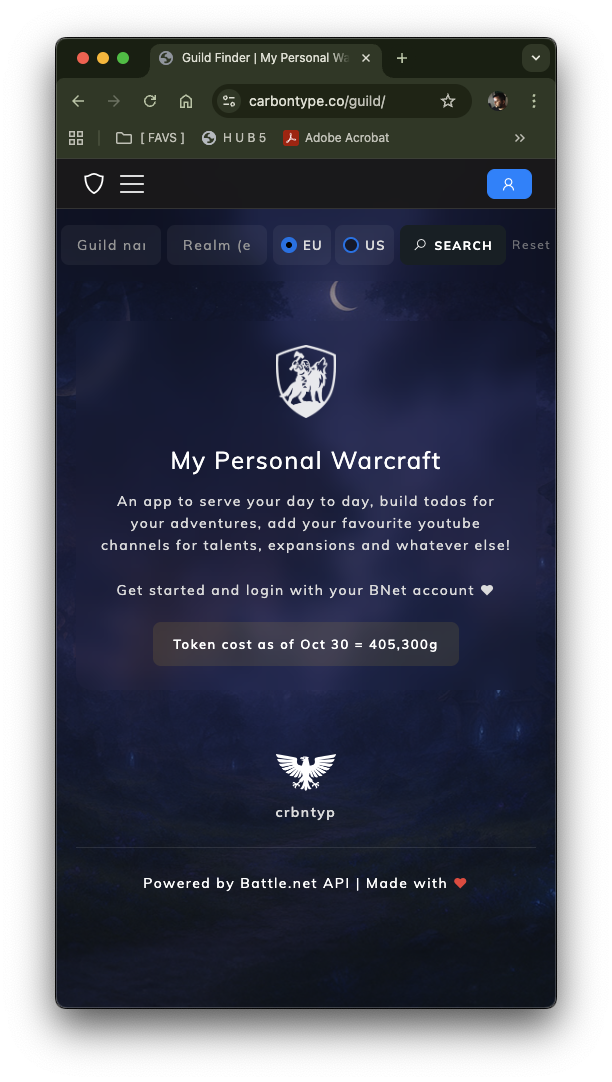 Guild Finder | My Personal Wa
carbontype.co/guild/
[ FAVS ]
H U B 5
Adobe Acrobat
Guild nar
Realm (e
EU
US
SEARCH
Reset
My Personal Warcraft
An app to serve your day to day, build todos for
your adventures, add your favourite youtube
channels for talents, expansions and whatever else!
Get started and login with your BNet account ♥
Token cost as of Oct 30 = 405,300g
crbntyp
Powered by Battle.net API | Made with ♥